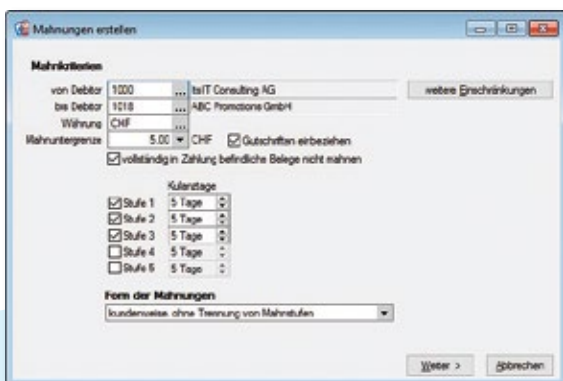 Mahnungen erstellen
Mahnkriterien
von Debitor 1000 ... tsIT Consulting AG weitere Einschränkungen
bis Debitor 1018 ... ABC Promotions GmbH
Währung CHF ...
Mahnuntergrenze 5.00 CHF Gutschriften einbeziehen
vollständig in Zahlung befindliche Belege nicht mahnen
Kulanztage
Stufe 1 5 Tage
Stufe 2 5 Tage
Stufe 3 5 Tage
Stufe 4 5 Tage
Stufe 5 5 Tage
Form der Mahnungen
kundenweise, ohne Trennung von Mahnstufen
Weiter > Abbrechen